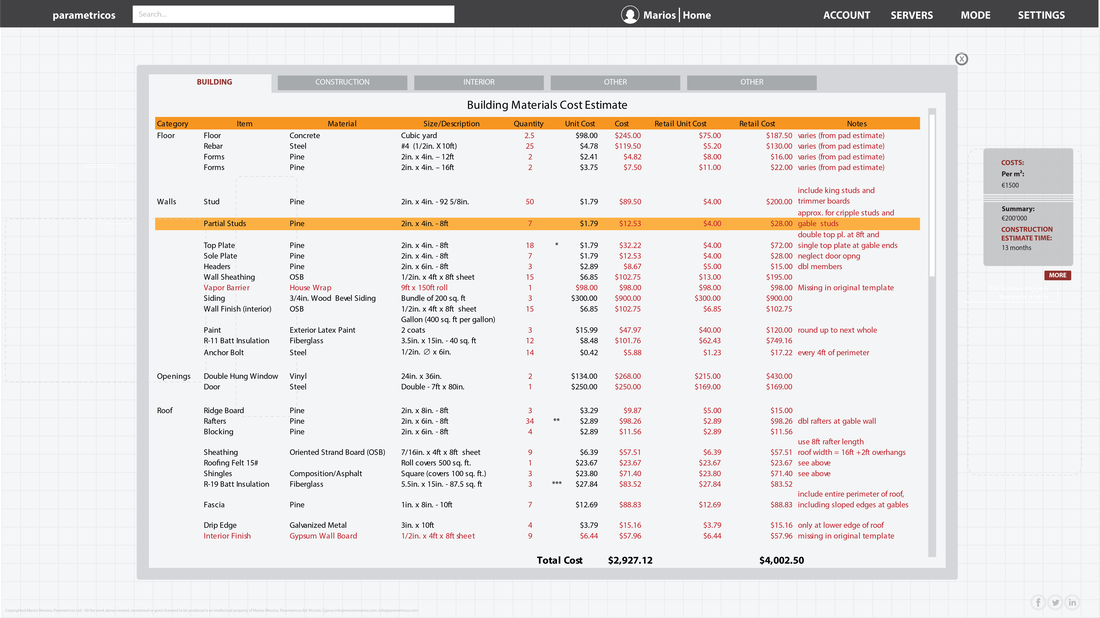 parametricos Search... Marios | Home ACCOUNT SERVERS MODE SETTINGS
X
BUILDING CONSTRUCTION INTERIOR OTHER OTHER
Building Materials Cost Estimate
Category Item Material Size/Description Quantity Unit Cost Cost Retail Unit Cost Retail Cost Notes
Floor Floor Concrete Cubic yard 2.5 $98.00 $245.00 $75.00 $187.50 varies (from pad estimate)
Rebar Steel #4 (1/2in. X10ft) 25 $4.78 $119.50 $5.20 $130.00 varies (from pad estimate)
Forms Pine 2in. x 4in. – 12ft 2 $2.41 $4.82 $8.00 $16.00 varies (from pad estimate)
Forms Pine 2in. x 4in. – 16ft 2 $3.75 $7.50 $11.00 $22.00 varies (from pad estimate)
include king studs and
Walls Stud Pine 2in. x 4in. - 92 5/8in. 50 $1.79 $89.50 $4.00 $200.00 trimmer boards
approx. for cripple studs and
Partial Studs Pine 2in. x 4in. - 8ft 7 $1.79 $12.53 $4.00 $28.00 gable studs
double top pl. at 8ft and
Top Plate Pine 2in. x 4in. - 8ft 18 * $1.79 $32.22 $4.00 $72.00 single top plate at gable ends
Sole Plate Pine 2in. x 4in. - 8ft 7 $1.79 $12.53 $4.00 $28.00 neglect door opng
Headers Pine 2in. x 6in. - 8ft 3 $2.89 $8.67 $5.00 $15.00 dbl members
Wall Sheathing OSB 1/2in. x 4ft x 8ft sheet 15 $6.85 $102.75 $13.00 $195.00
Vapor Barrier House Wrap 9ft x 150ft roll 1 $98.00 $98.00 $98.00 $98.00 Missing in original template
Siding 3/4in. Wood Bevel Siding Bundle of 200 sq. ft 3 $300.00 $900.00 $300.00 $900.00
Wall Finish (interior) OSB 1/2in. x 4ft x 8ft sheet 15 $6.85 $102.75 $6.85 $102.75
Gallon (400 sq. ft per gallon)
Paint Exterior Latex Paint 2 coats 3 $15.99 $47.97 $40.00 $120.00 round up to next whole
R-11 Batt Insulation Fiberglass 3.5in. x 15in. - 40 sq. ft 12 $8.48 $101.76 $62.43 $749.16
Anchor Bolt Steel 1/2in. ∅ x 6in. 14 $0.42 $5.88 $1.23 $17.22 every 4ft of perimeter
Openings Double Hung Window Vinyl 24in. x 36in. 2 $134.00 $268.00 $215.00 $430.00
Door Steel Double - 7ft x 80in. 1 $250.00 $250.00 $169.00 $169.00
Roof Ridge Board Pine 2in. x 8in. - 8ft 3 $3.29 $9.87 $5.00 $15.00
Rafters Pine 2in. x 6in. - 8ft 34 ** $2.89 $98.26 $2.89 $98.26 dbl rafters at gable wall
Blocking Pine 2in. x 6in. - 8ft 4 $2.89 $11.56 $2.89 $11.56
use 8ft rafter length
Sheathing Oriented Strand Board (OSB) 7/16in. x 4ft x 8ft sheet 9 $6.39 $57.51 $6.39 $57.51 roof width = 16ft +2ft overhangs
Roofing Felt 15# Roll covers 500 sq. ft. 1 $23.67 $23.67 $23.67 $23.67 see above
Shingles Composition/Asphalt Square (covers 100 sq. ft.) 3 $23.80 $71.40 $23.80 $71.40 see above
R-19 Batt Insulation Fiberglass 5.5in. x 15in. - 87.5 sq. ft 3 *** $27.84 $83.52 $27.84 $83.52
include entire perimeter of roof,
Fascia Pine 1in. x 8in. - 10ft 7 $12.69 $88.83 $12.69 $88.83 including sloped edges at gables
Drip Edge Galvanized Metal 3in. x 10ft 4 $3.79 $15.16 $3.79 $15.16 only at lower edge of roof
Interior Finish Gypsum Wall Board 1/2in. x 4ft x 8ft sheet 9 $6.44 $57.96 $6.44 $57.96 missing in original template
Total Cost $2,927.12 $4,002.50
COSTS:
Per m²:
€1500
Summary:
€200'000
CONSTRUCTION
ESTIMATE TIME:
13 months
MORE